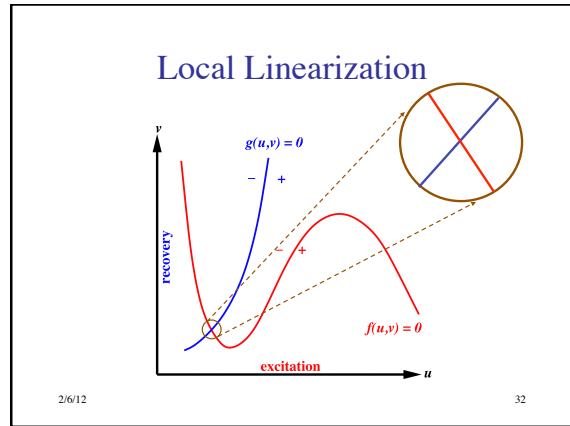 Local Linearization
v
g(u,v) = 0
− +
− +
recovery
f(u,v) = 0
excitation
u
2/6/12
32